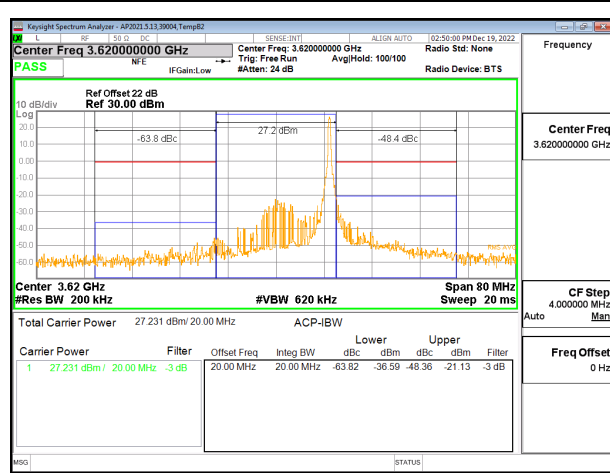 Keysight Spectrum Analyzer - AP2021.5.13,39004,TempB2
LXI L RF 50 Ω DC SENSE:INT ALIGN AUTO 02:50:00 PM Dec 19, 2022
Center Freq 3.620000000 GHz Center Freq: 3.620000000 GHz Radio Std: None Frequency
PASS NFE Trig: Free Run Avg|Hold: 100/100
IFGain:Low #Atten: 24 dB Radio Device: BTS
Ref Offset 22 dB
10 dB/div Ref 30.00 dBm
Log
20.0 27.2 dBm
10.0 -63.8 dBc -48.4 dBc
0.00
-10.0
-20.0
-30.0
-40.0
-50.0 RMS AVG
-60.0
Center Freq
3.620000000 GHz
Center 3.62 GHz Span 80 MHz
#Res BW 200 kHz #VBW 620 kHz Sweep 20 ms
CF Step
4.000000 MHz
Auto Man
Total Carrier Power 27.231 dBm/ 20.00 MHz ACP-IBW
Lower Upper
Carrier Power Filter Offset Freq Integ BW dBc dBm dBc dBm Filter
1 27.231 dBm / 20.00 MHz -3 dB 20.00 MHz 20.00 MHz -63.82 -36.59 -48.36 -21.13 -3 dB
Freq Offset
0 Hz
MSG STATUS